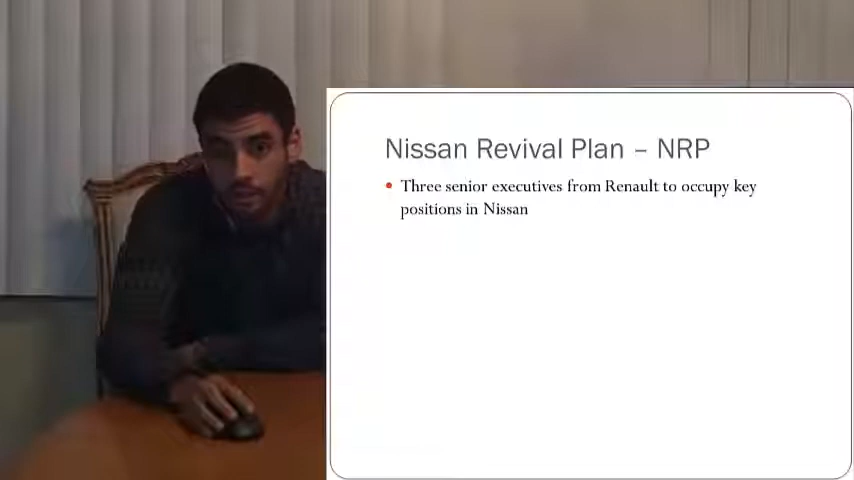 Nissan Revival Plan – NRP
• Three senior executives from Renault to occupy key
positions in Nissan